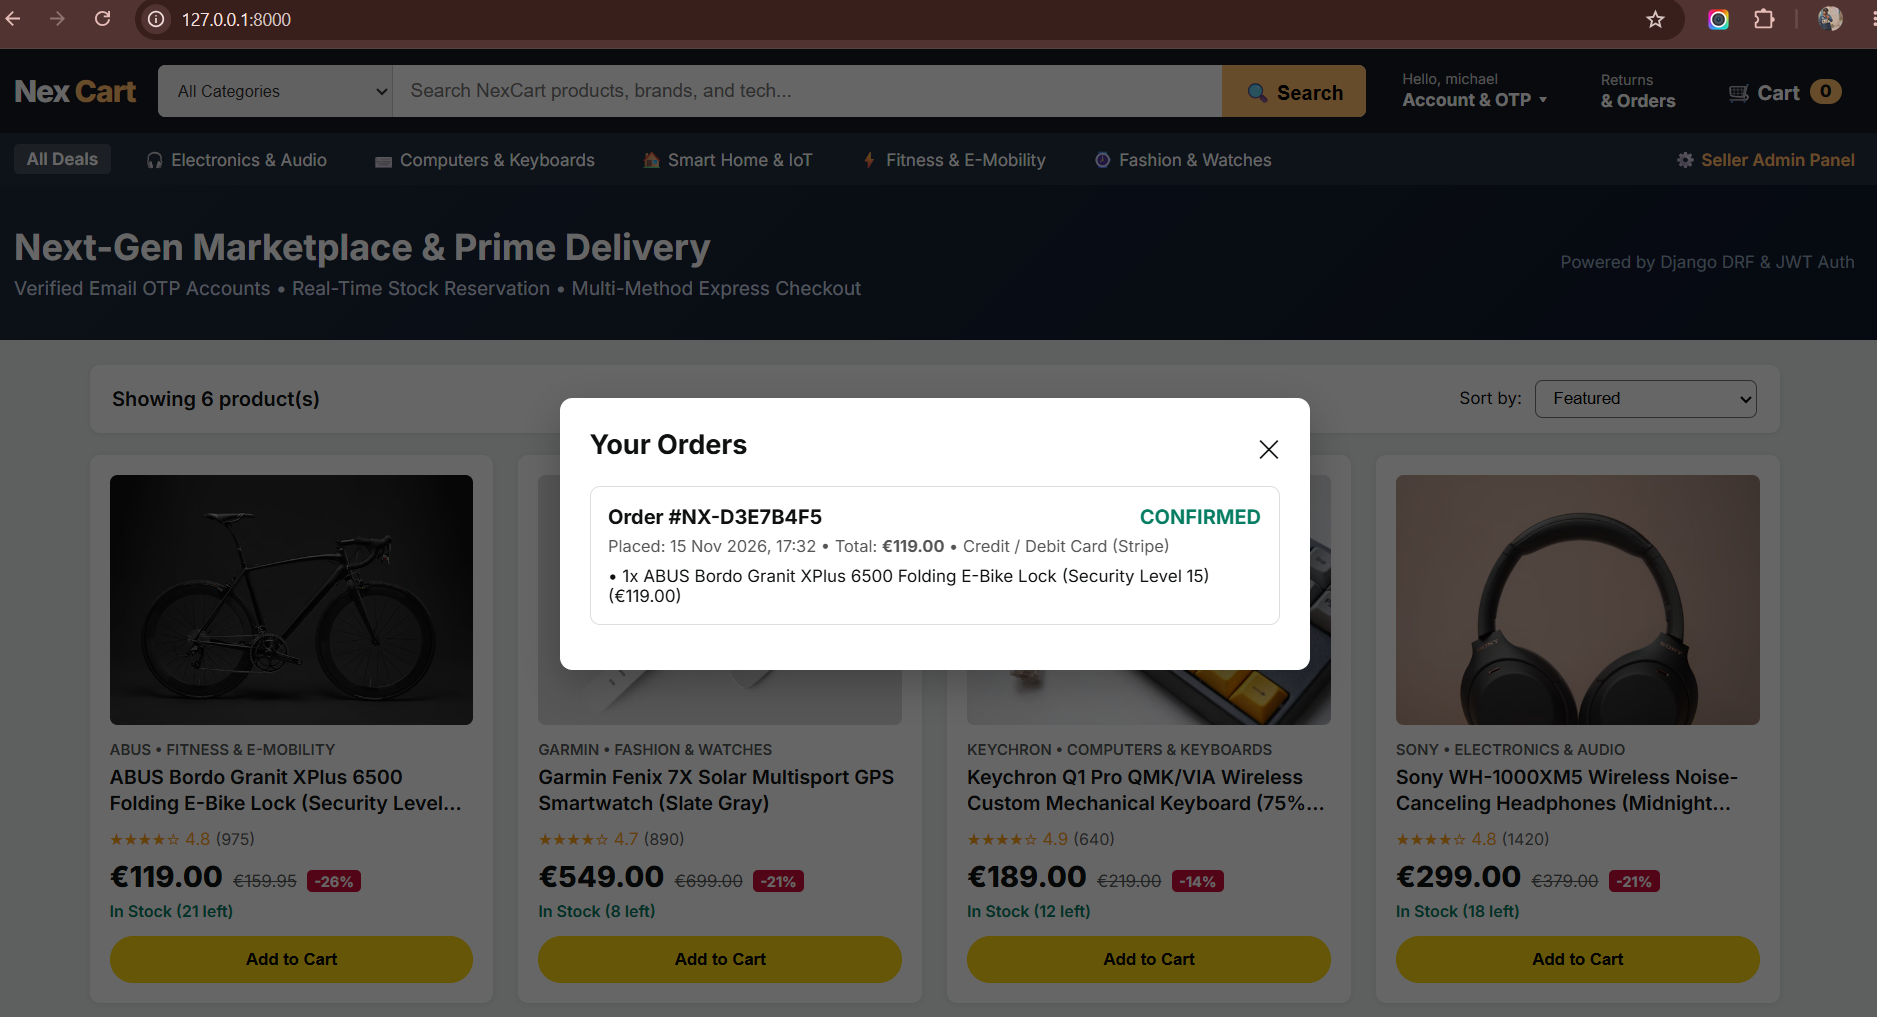 127.0.0.1:8000
NexCart
All Categories
Search NexCart products, brands, and tech...
Search
Hello, michael
Account & OTP
Returns
& Orders
Cart
0
All Deals
Electronics & Audio
Computers & Keyboards
Smart Home & IoT
Fitness & E-Mobility
Fashion & Watches
Seller Admin Panel
Next-Gen Marketplace & Prime Delivery
Verified Email OTP Accounts • Real-Time Stock Reservation • Multi-Method Express Checkout
Powered by Django DRF & JWT Auth
Showing 6 product(s)
Sort by:
Featured
Your Orders
Order #NX-D3E7B4F5
CONFIRMED
Placed: 15 Nov 2026, 17:32 • Total: €119.00 • Credit / Debit Card (Stripe)
• 1x ABUS Bordo Granit XPlus 6500 Folding E-Bike Lock (Security Level 15)
(€119.00)
SONY
SONY
ABUS • FITNESS & E-MOBILITY
ABUS Bordo Granit XPlus 6500
Folding E-Bike Lock (Security Level...
★★★★☆ 4.8 (975)
€119.00 €159.95 -26%
In Stock (21 left)
Add to Cart
GARMIN • FASHION & WATCHES
Garmin Fenix 7X Solar Multisport GPS
Smartwatch (Slate Gray)
★★★★☆ 4.7 (890)
€549.00 €699.00 -21%
In Stock (8 left)
Add to Cart
KEYCHRON • COMPUTERS & KEYBOARDS
Keychron Q1 Pro QMK/VIA Wireless
Custom Mechanical Keyboard (75%...
★★★★☆ 4.9 (640)
€189.00 €219.00 -14%
In Stock (12 left)
Add to Cart
SONY • ELECTRONICS & AUDIO
Sony WH-1000XM5 Wireless Noise-
Canceling Headphones (Midnight...
★★★★☆ 4.8 (1420)
€299.00 €379.00 -21%
In Stock (18 left)
Add to Cart